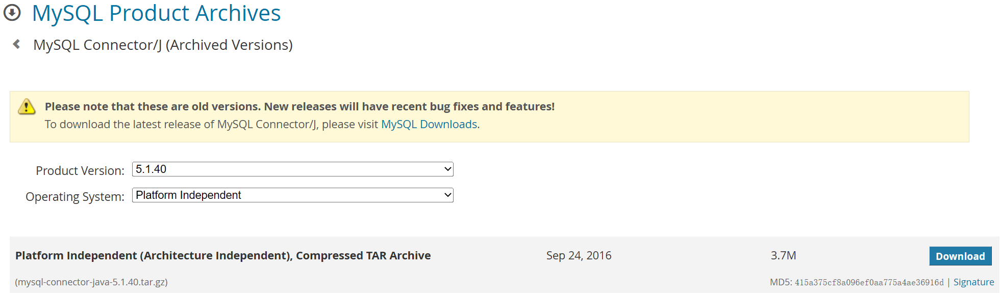 MySQL Product Archives
MySQL Connector/J (Archived Versions)
Please note that these are old versions. New releases will have recent bug fixes and features!
To download the latest release of MySQL Connector/J, please visit MySQL Downloads.
Product Version: 5.1.40
Operating System: Platform Independent
Platform Independent (Architecture Independent), Compressed TAR Archive Sep 24, 2016 3.7M Download
(mysql-connector-java-5.1.40.tar.gz) MD5: 415a375cf8a096ef0aa775a4ae36916d | Signature